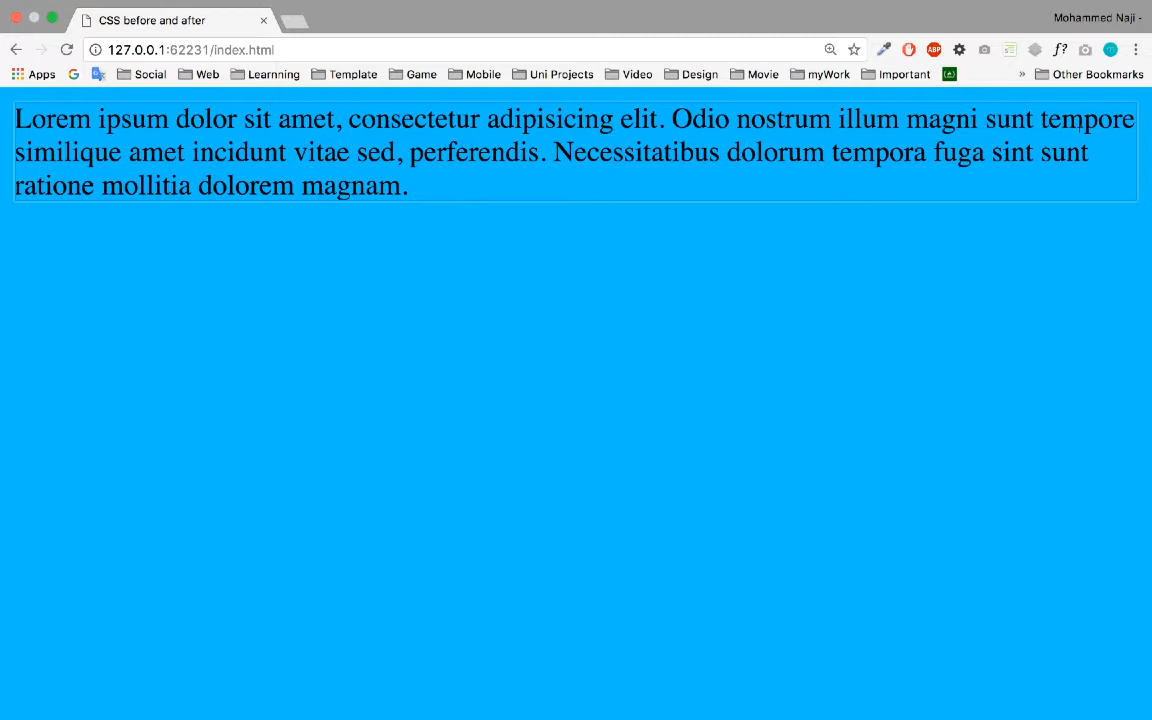 CSS before and after
Mohammed Naji -
127.0.0.1:62231/index.html
ABP
f?
Apps
Social
Web
Learnning
Template
Game
Mobile
Uni Projects
Video
Design
Movie
myWork
Important
» Other Bookmarks
Lorem ipsum dolor sit amet, consectetur adipisicing elit. Odio nostrum illum magni sunt tempore
similique amet incidunt vitae sed, perferendis. Necessitatibus dolorum tempora fuga sint sunt
ratione mollitia dolorem magnam.